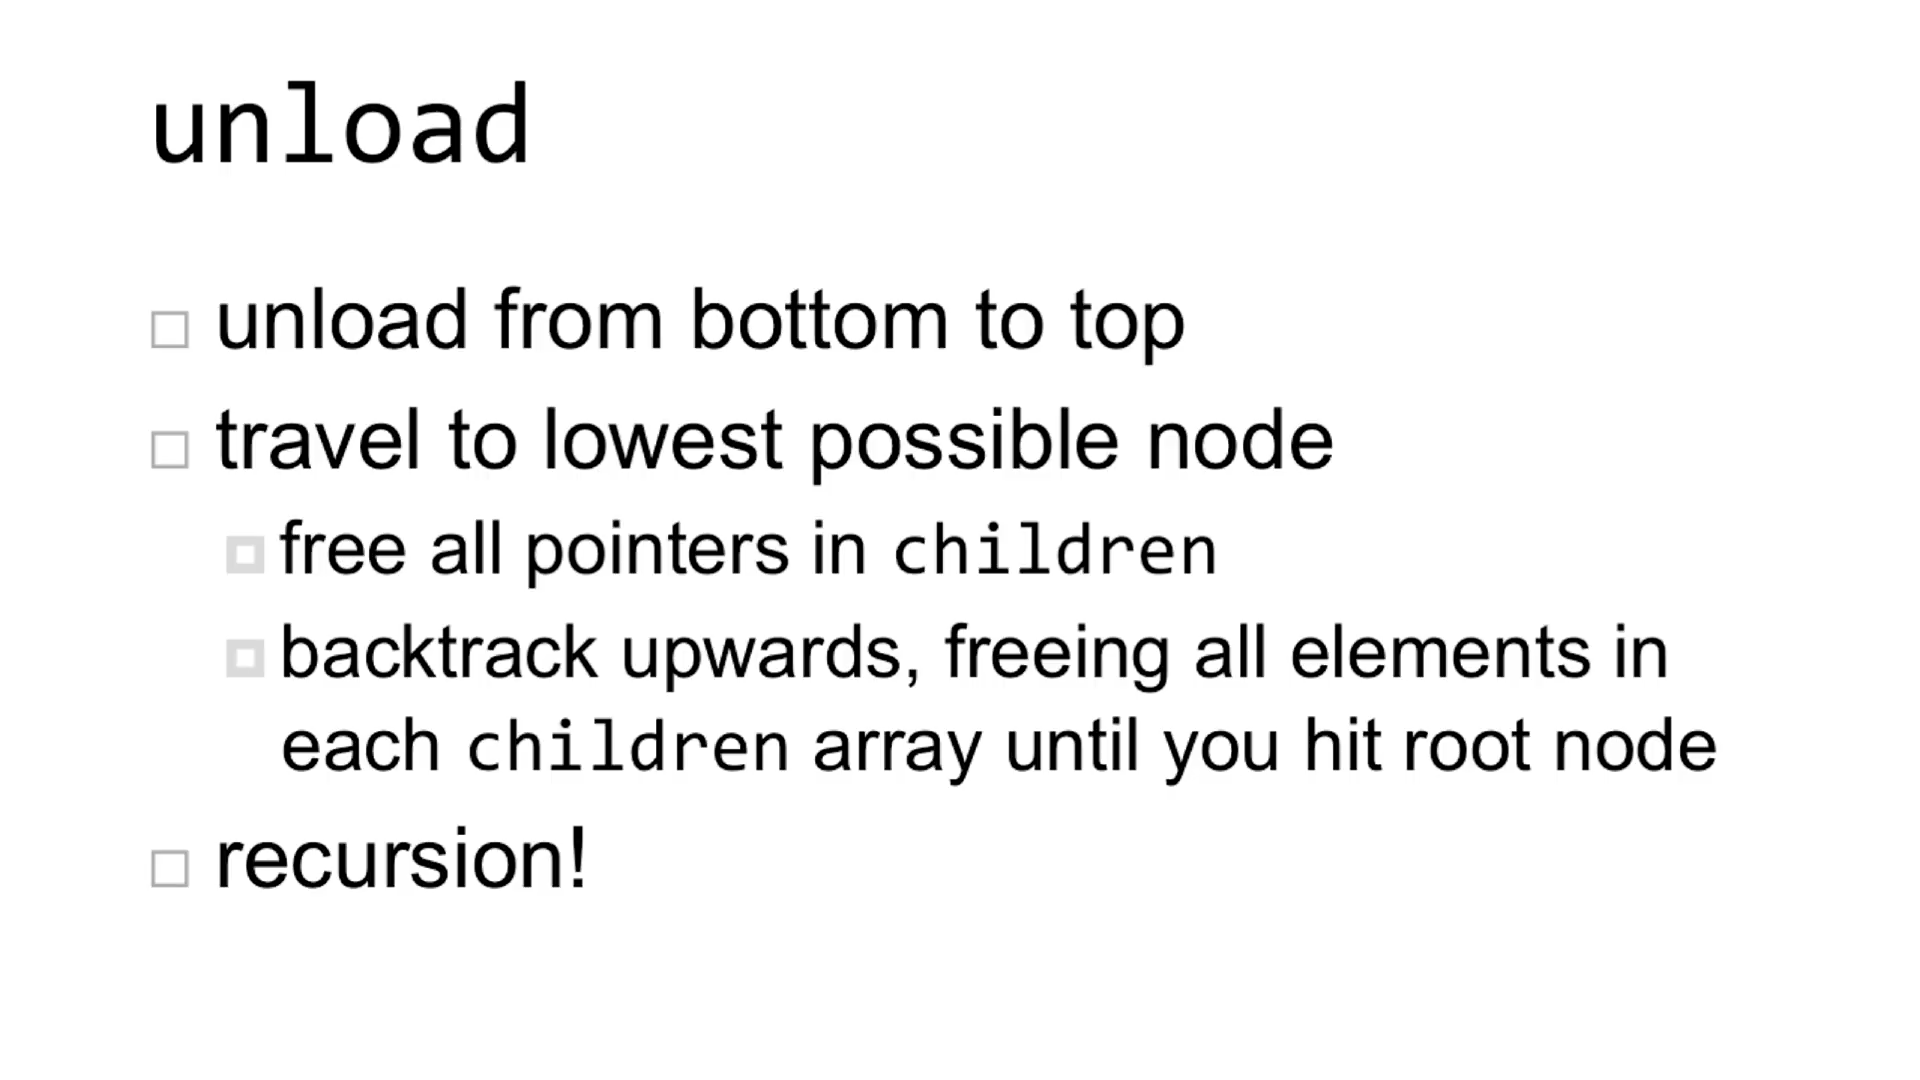 unload
unload from bottom to top
travel to lowest possible node
free all pointers in children
backtrack upwards, freeing all elements in
each children array until you hit root node
recursion!